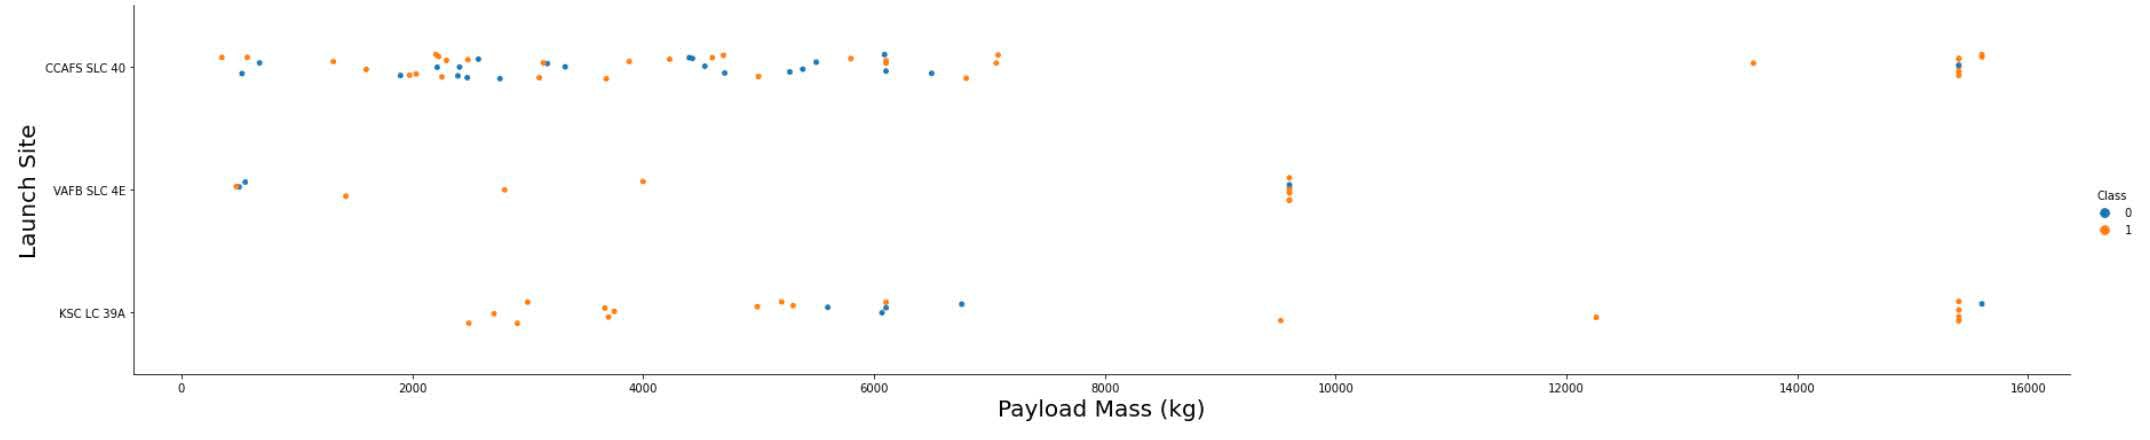 CCAFS SLC 40
VAFB SLC 4E
KSC LC 39A
Launch Site
0 2000 4000 6000 8000 10000 12000 14000 16000
Payload Mass (kg)
Class
0
1